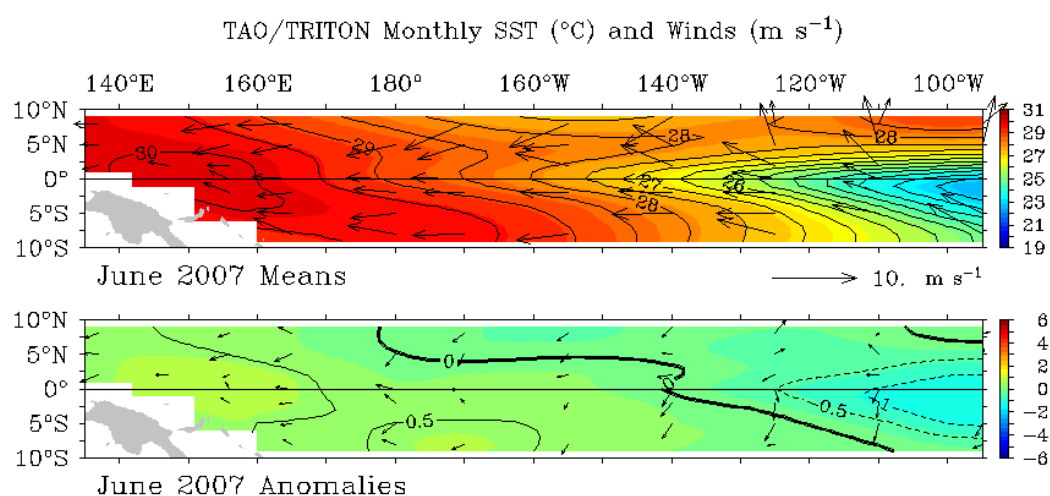 TAO/TRITON Monthly SST (°C) and Winds (m s⁻¹)
140°E 160°E 180° 160°W 140°W 120°W 100°W
10°N
5°N
0°
5°S
10°S
30
29
28
27
26
28
28
28
31
29
27
25
23
21
19
June 2007 Means
10. m s⁻¹
10°N
5°N
0°
5°S
10°S
0
0
0.5
-0.5
-1
6
4
2
0
-2
-4
-6
June 2007 Anomalies